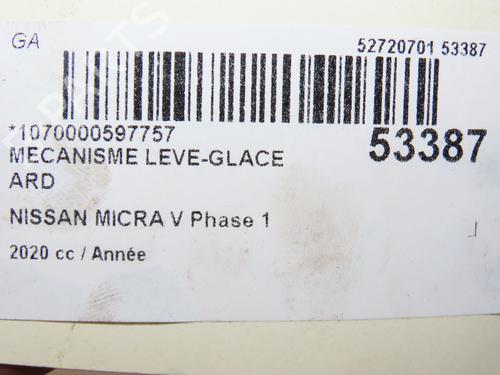 GA
52720701 53387
*1070000597757
53387
MECANISME LEVE-GLACE
ARD
NISSAN MICRA V Phase 1
2020 cc / Année